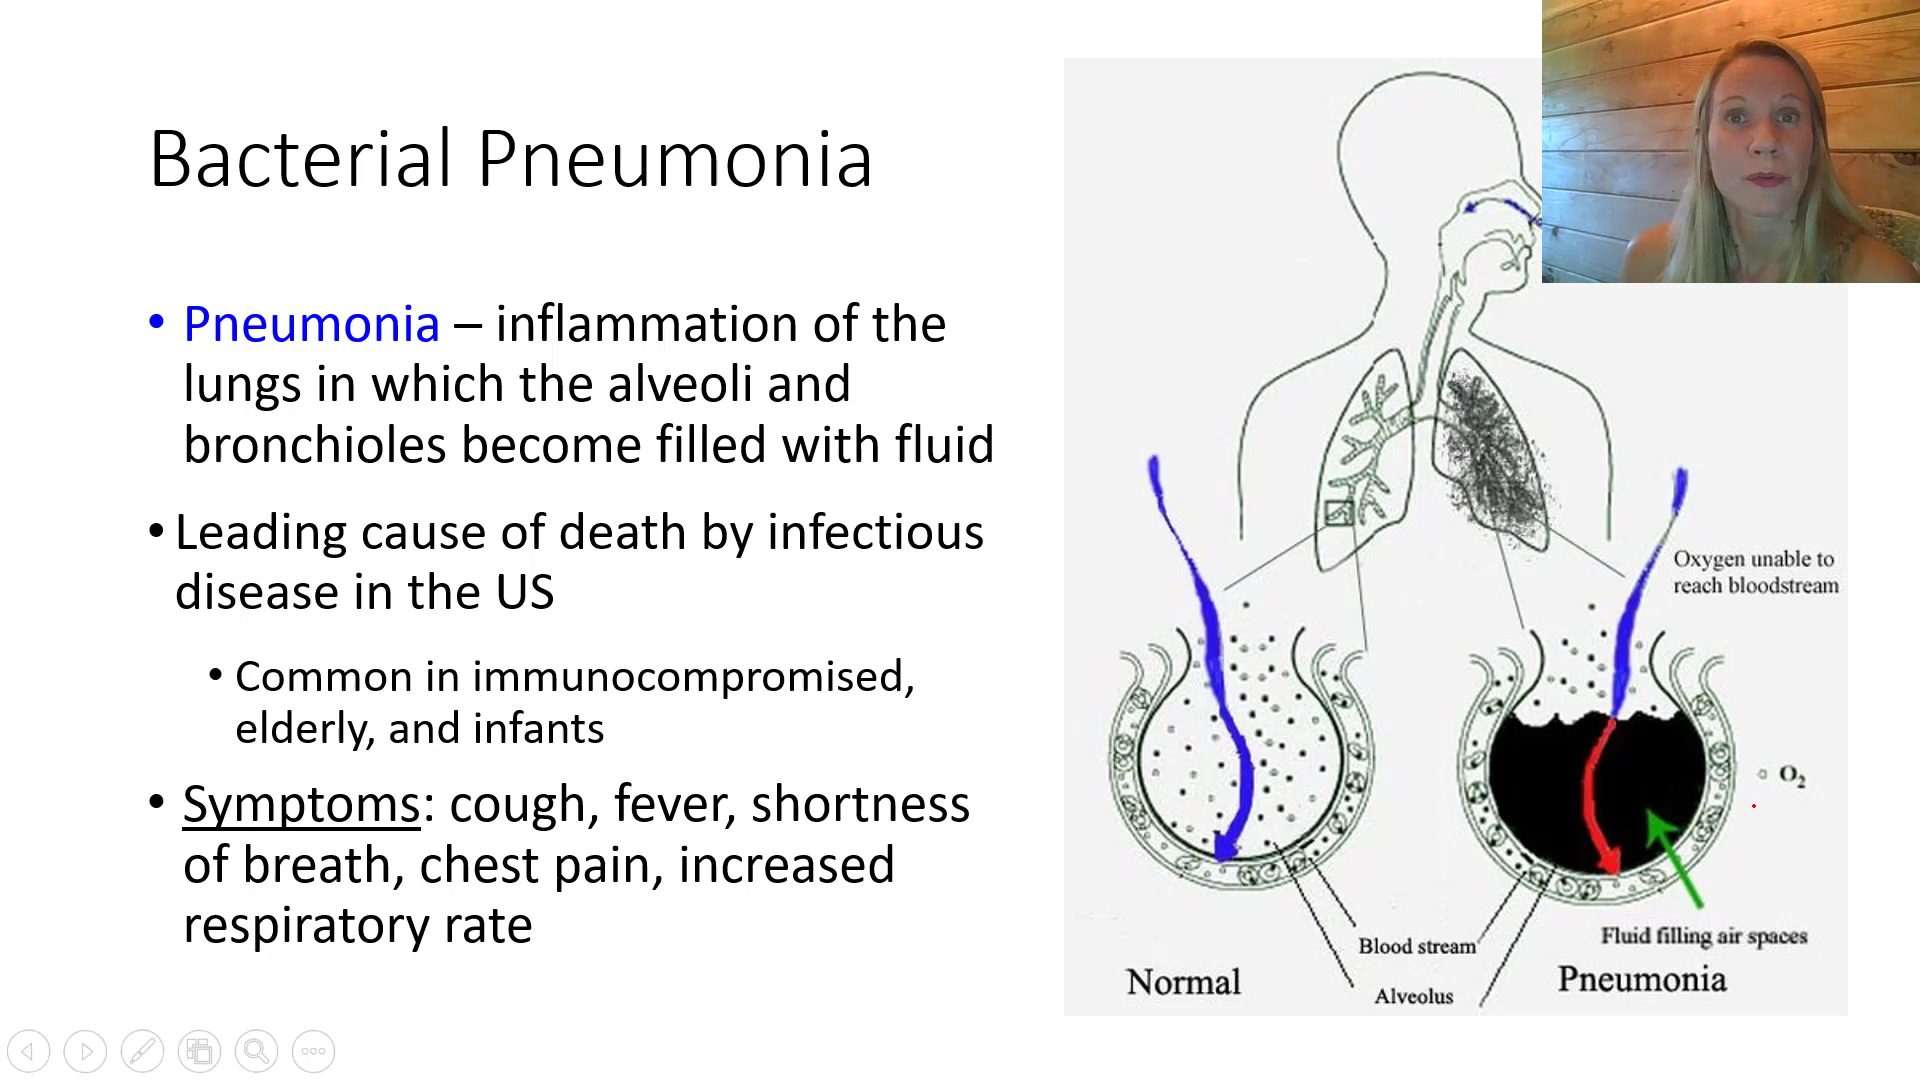 Bacterial Pneumonia
• Pneumonia – inflammation of the
lungs in which the alveoli and
bronchioles become filled with fluid
• Leading cause of death by infectious
disease in the US
• Common in immunocompromised,
elderly, and infants
• Symptoms: cough, fever, shortness
of breath, chest pain, increased
respiratory rate
Oxygen unable to
reach bloodstream
O₂
Blood stream
Fluid filling air spaces
Normal
Alveolus
Pneumonia